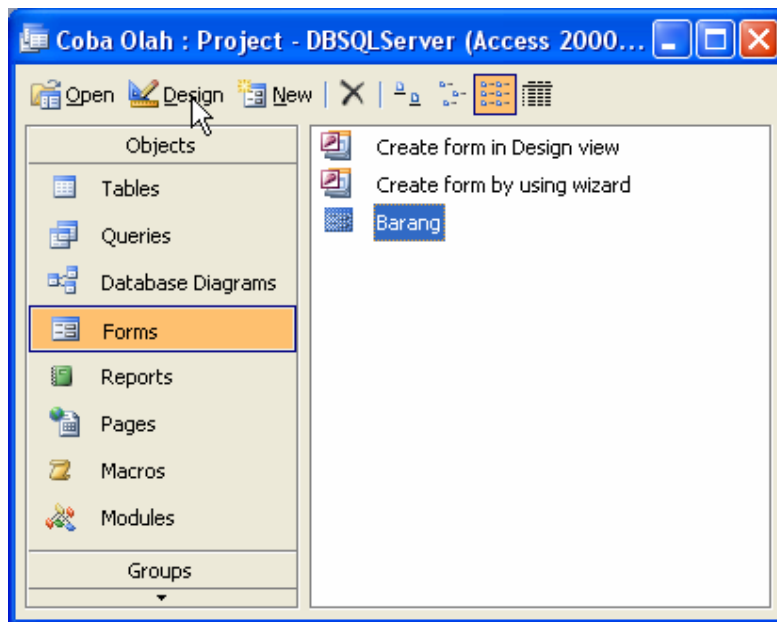 Coba Olah : Project - DBSQLServer (Access 2000...
Open Design New
Objects
Tables
Queries
Database Diagrams
Forms
Reports
Pages
Macros
Modules
Groups
Create form in Design view
Create form by using wizard
Barang